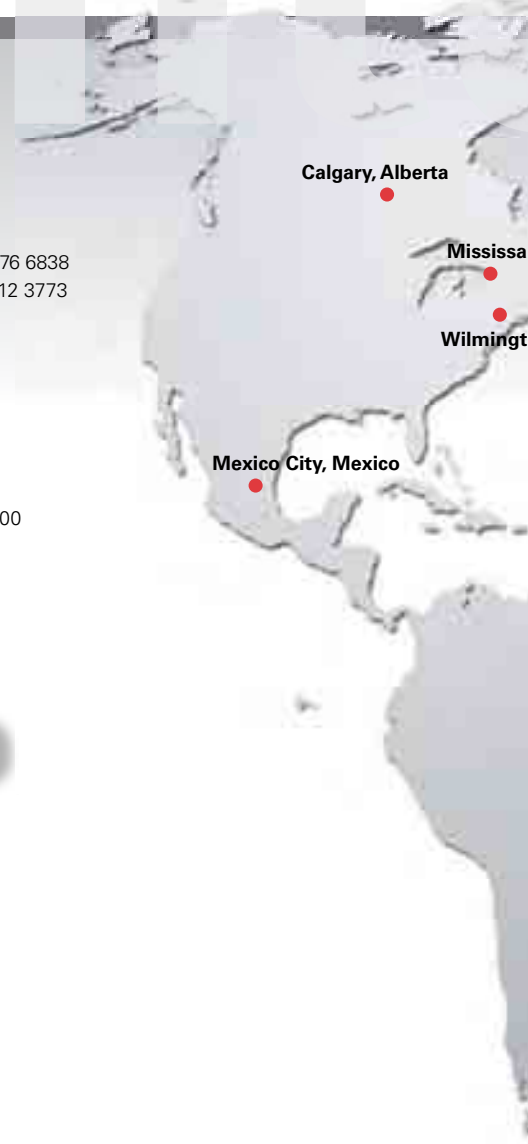 Calgary, Alberta
76 6838
Mississa
12 3773
Wilmingt
Mexico City, Mexico
00